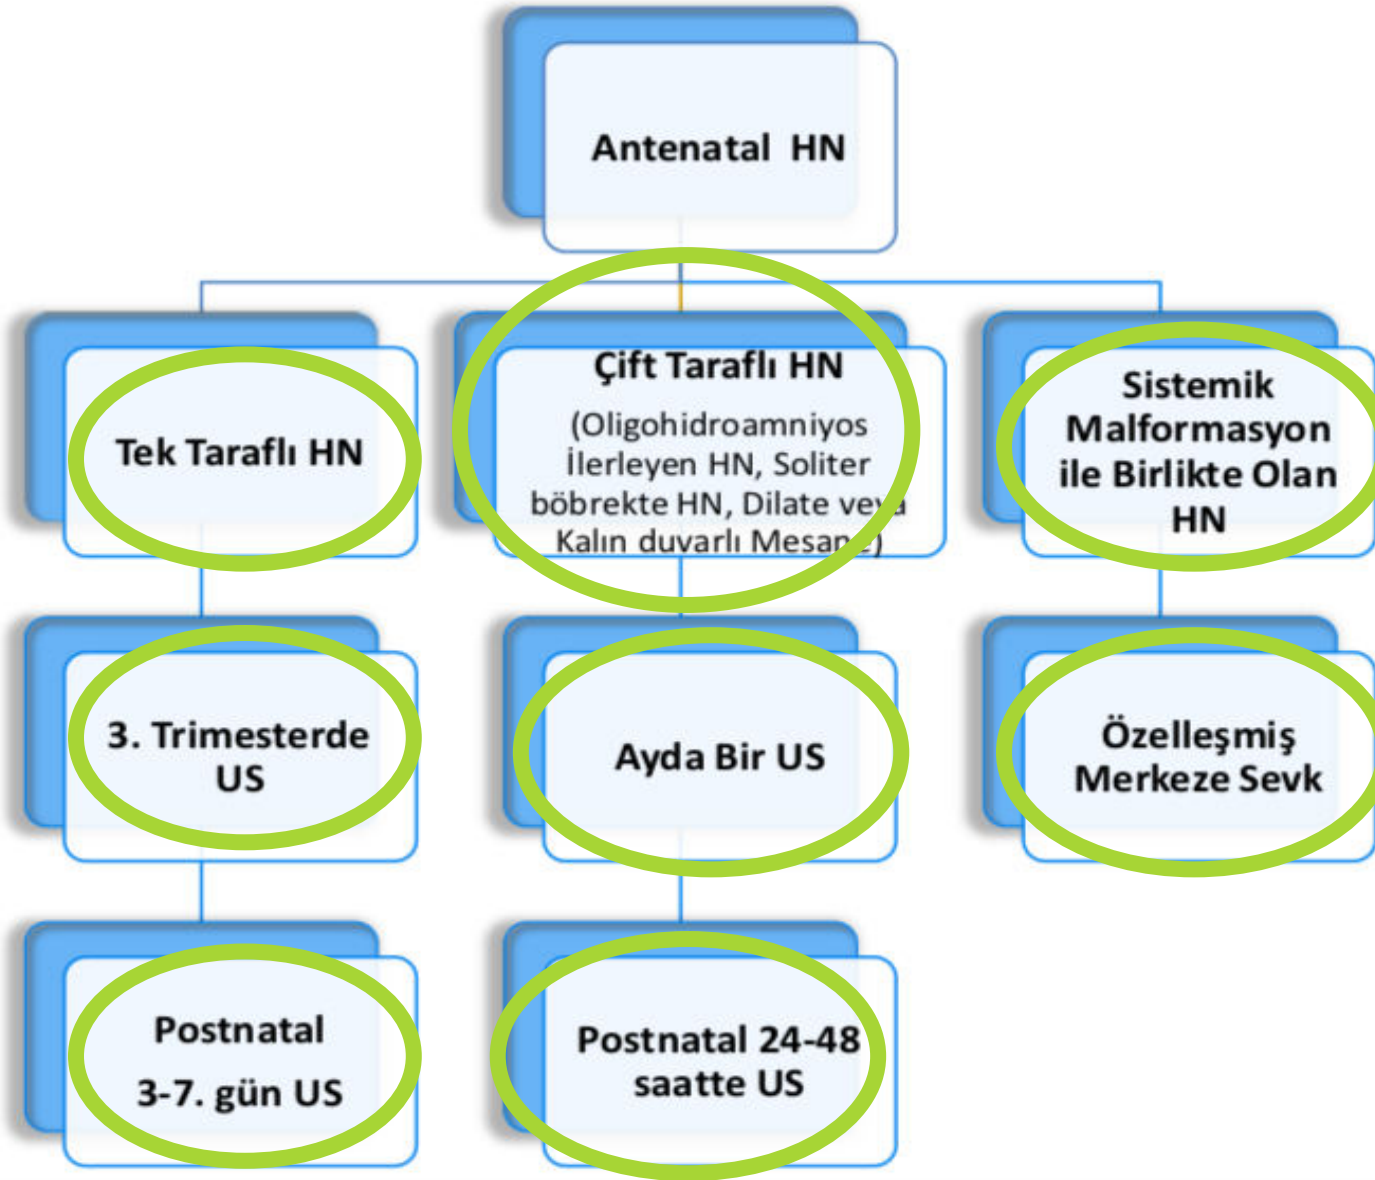 Antenatal HN
Tek Taraflı HN
Çift Taraflı HN
(Oligohidroamniyos
İlerleyen HN, Soliter
böbrekte HN, Dilate veya
Kalın duvarlı Mesane)
Sistemik
Malformasyon
ile Birlikte Olan
HN
3. Trimesterde
US
Ayda Bir US
Özelleşmiş
Merkeze Sevk
Postnatal
3-7. gün US
Postnatal 24-48
saatte US